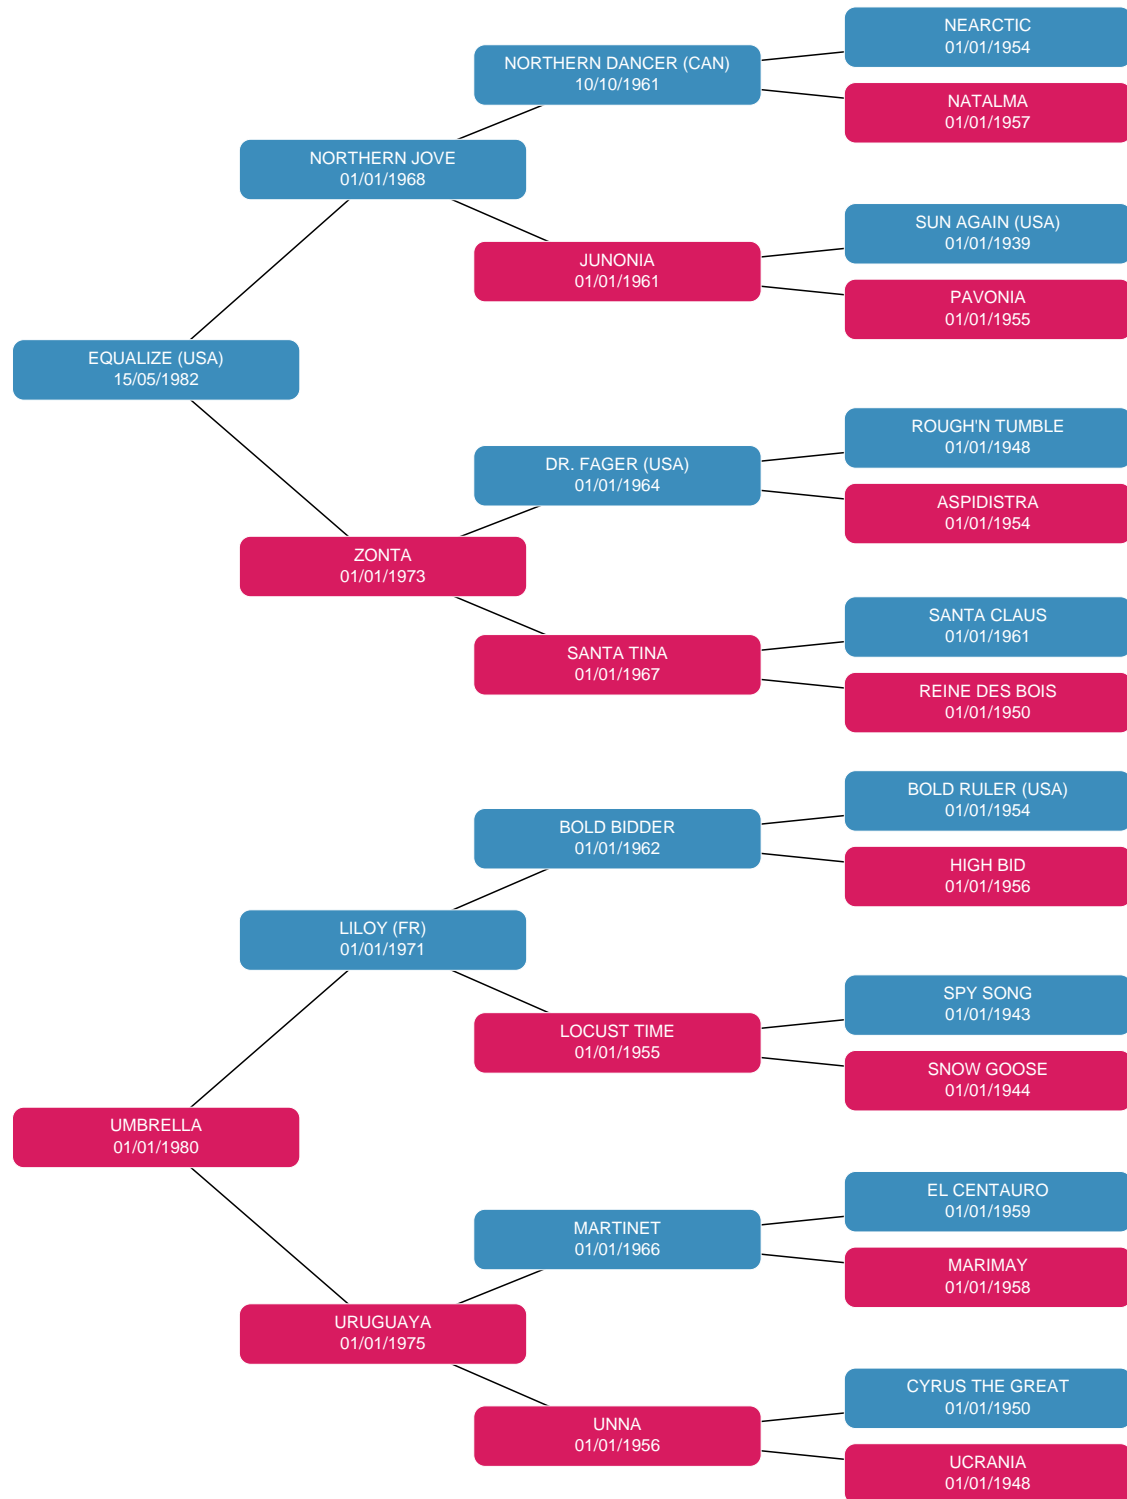 NEARCTIC
01/01/1954
NORTHERN DANCER (CAN)
10/10/1961
NATALMA
01/01/1957
NORTHERN JOVE
01/01/1968
SUN AGAIN (USA)
01/01/1939
JUNONIA
01/01/1961
PAVONIA
01/01/1955
EQUALIZE (USA)
15/05/1982
ROUGH'N TUMBLE
01/01/1948
DR. FAGER (USA)
01/01/1964
ASPIDISTRA
01/01/1954
ZONTA
01/01/1973
SANTA CLAUS
01/01/1961
SANTA TINA
01/01/1967
REINE DES BOIS
01/01/1950
BOLD RULER (USA)
01/01/1954
BOLD BIDDER
01/01/1962
HIGH BID
01/01/1956
LILOY (FR)
01/01/1971
SPY SONG
01/01/1943
LOCUST TIME
01/01/1955
SNOW GOOSE
01/01/1944
UMBRELLA
01/01/1980
EL CENTAURO
01/01/1959
MARTINET
01/01/1966
MARIMAY
01/01/1958
URUGUAYA
01/01/1975
CYRUS THE GREAT
01/01/1950
UNNA
01/01/1956
UCRANIA
01/01/1948